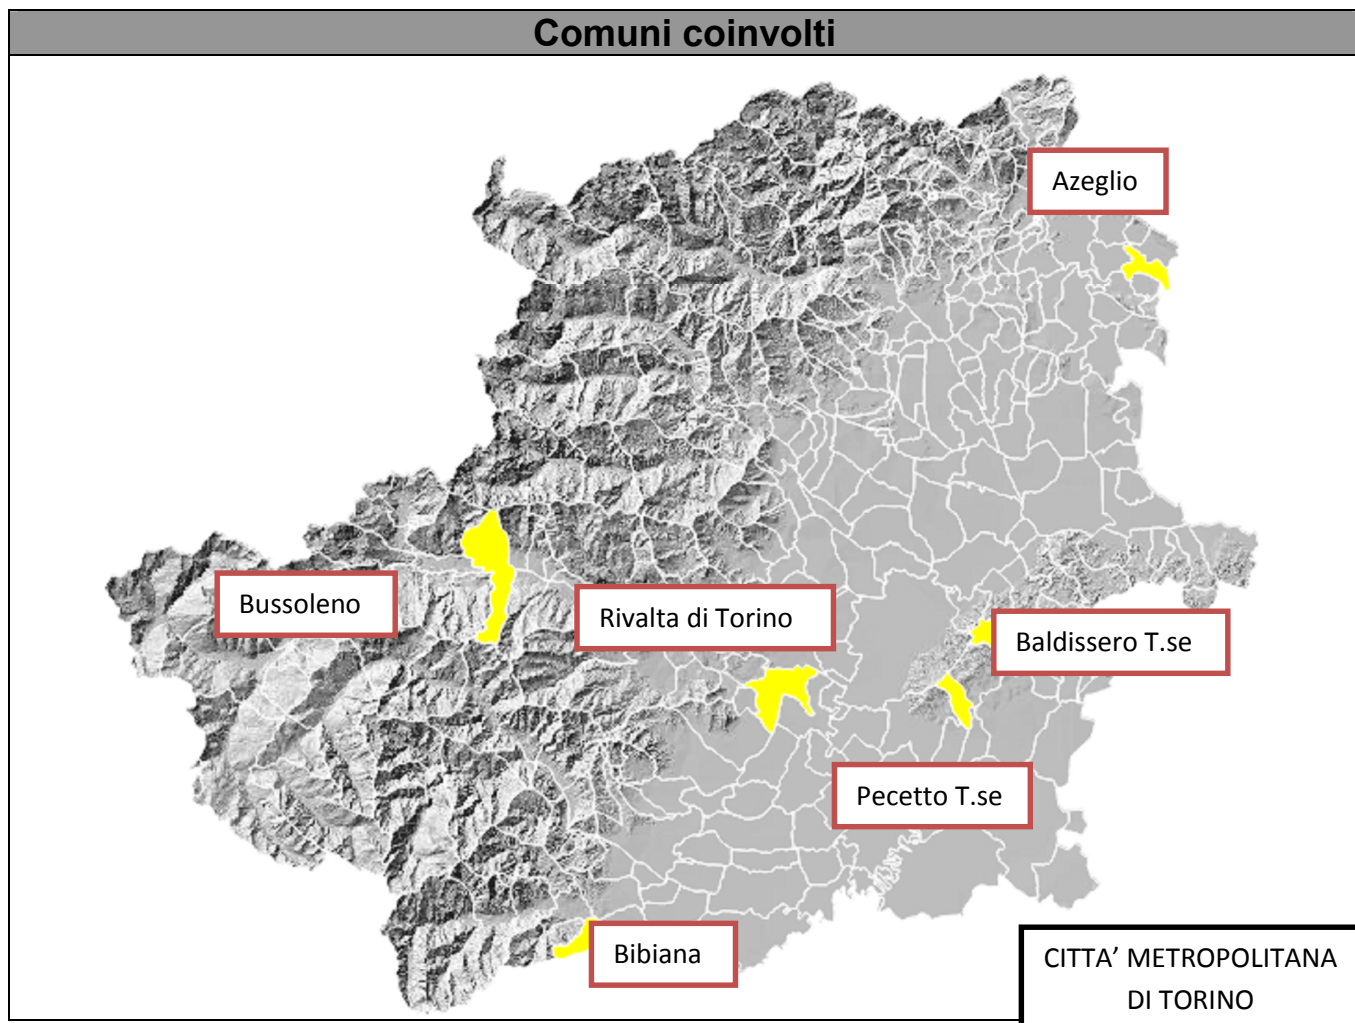 Comuni coinvolti
Azeglio
Bussoleno
Rivalta di Torino
Baldissero T.se
Pecetto T.se
Bibiana
CITTA’ METROPOLITANA
DI TORINO